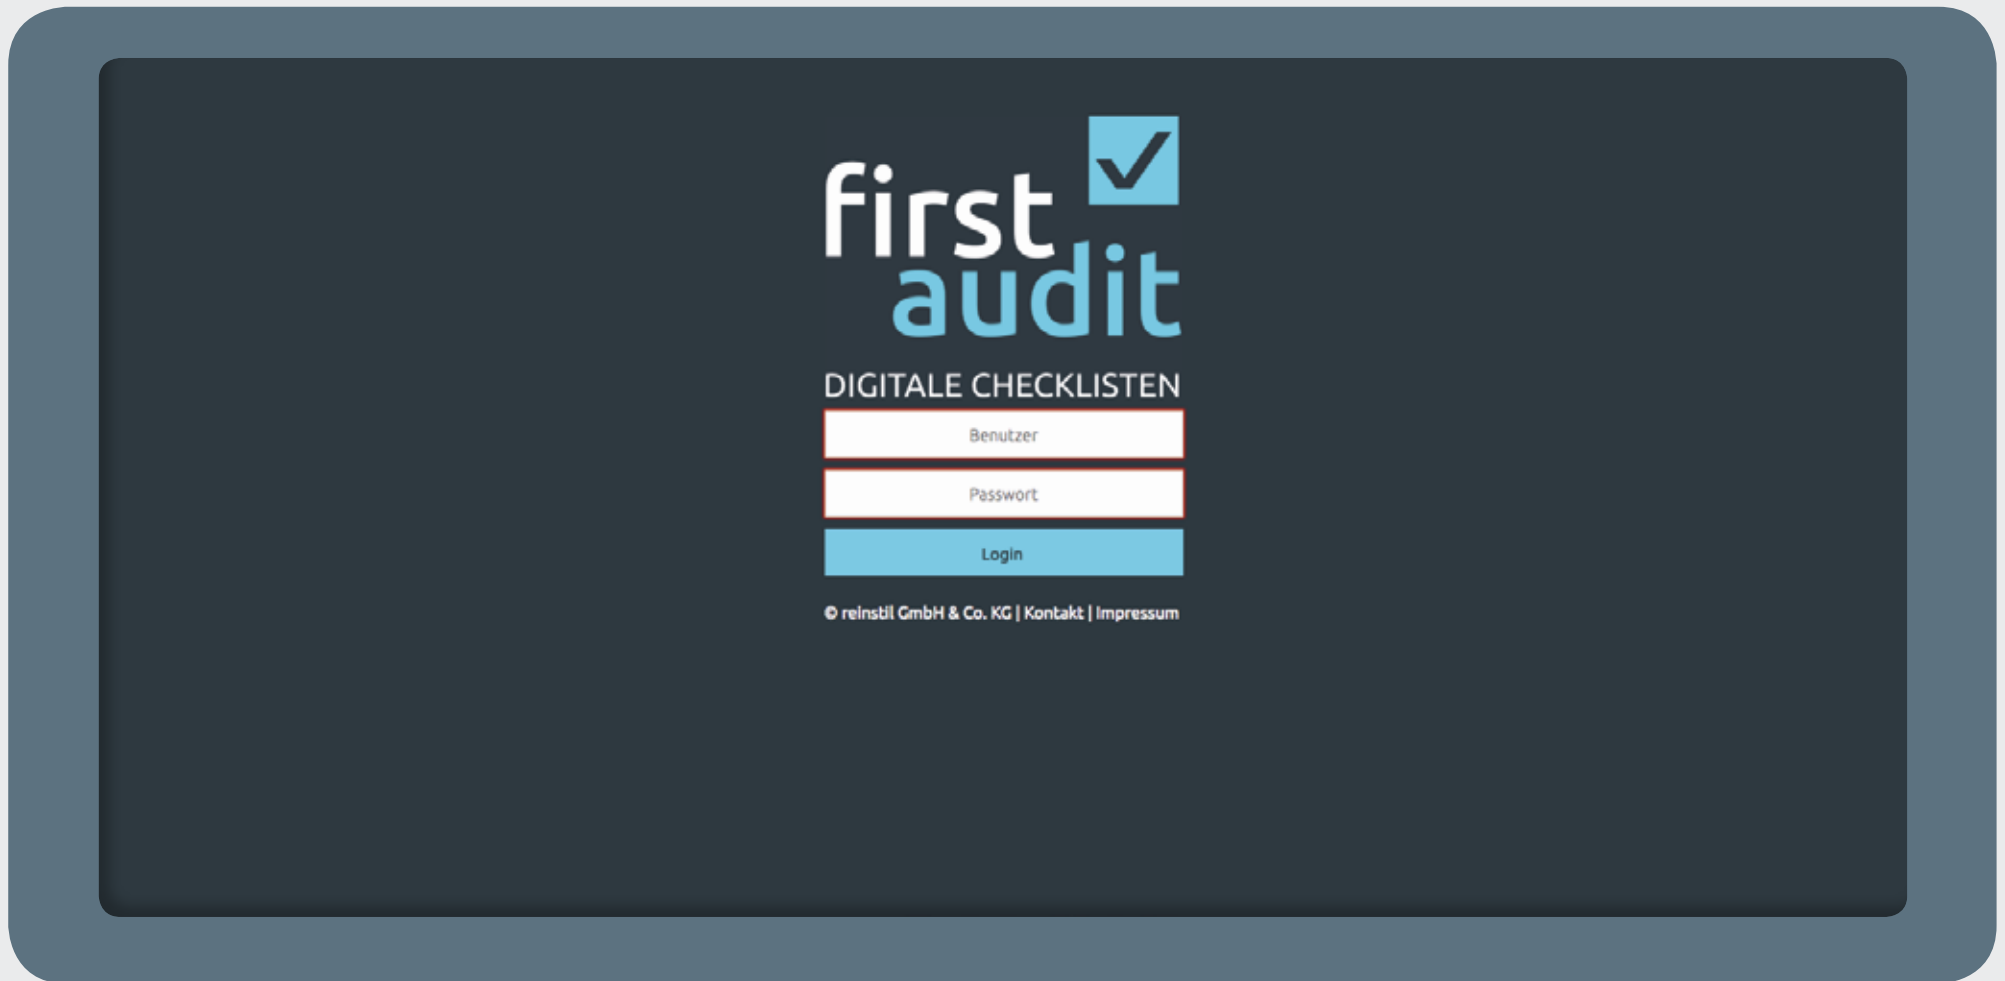 first
audit
DIGITALE CHECKLISTEN
Benutzer
Passwort
Login
© reinstil GmbH & Co. KG | Kontakt | Impressum